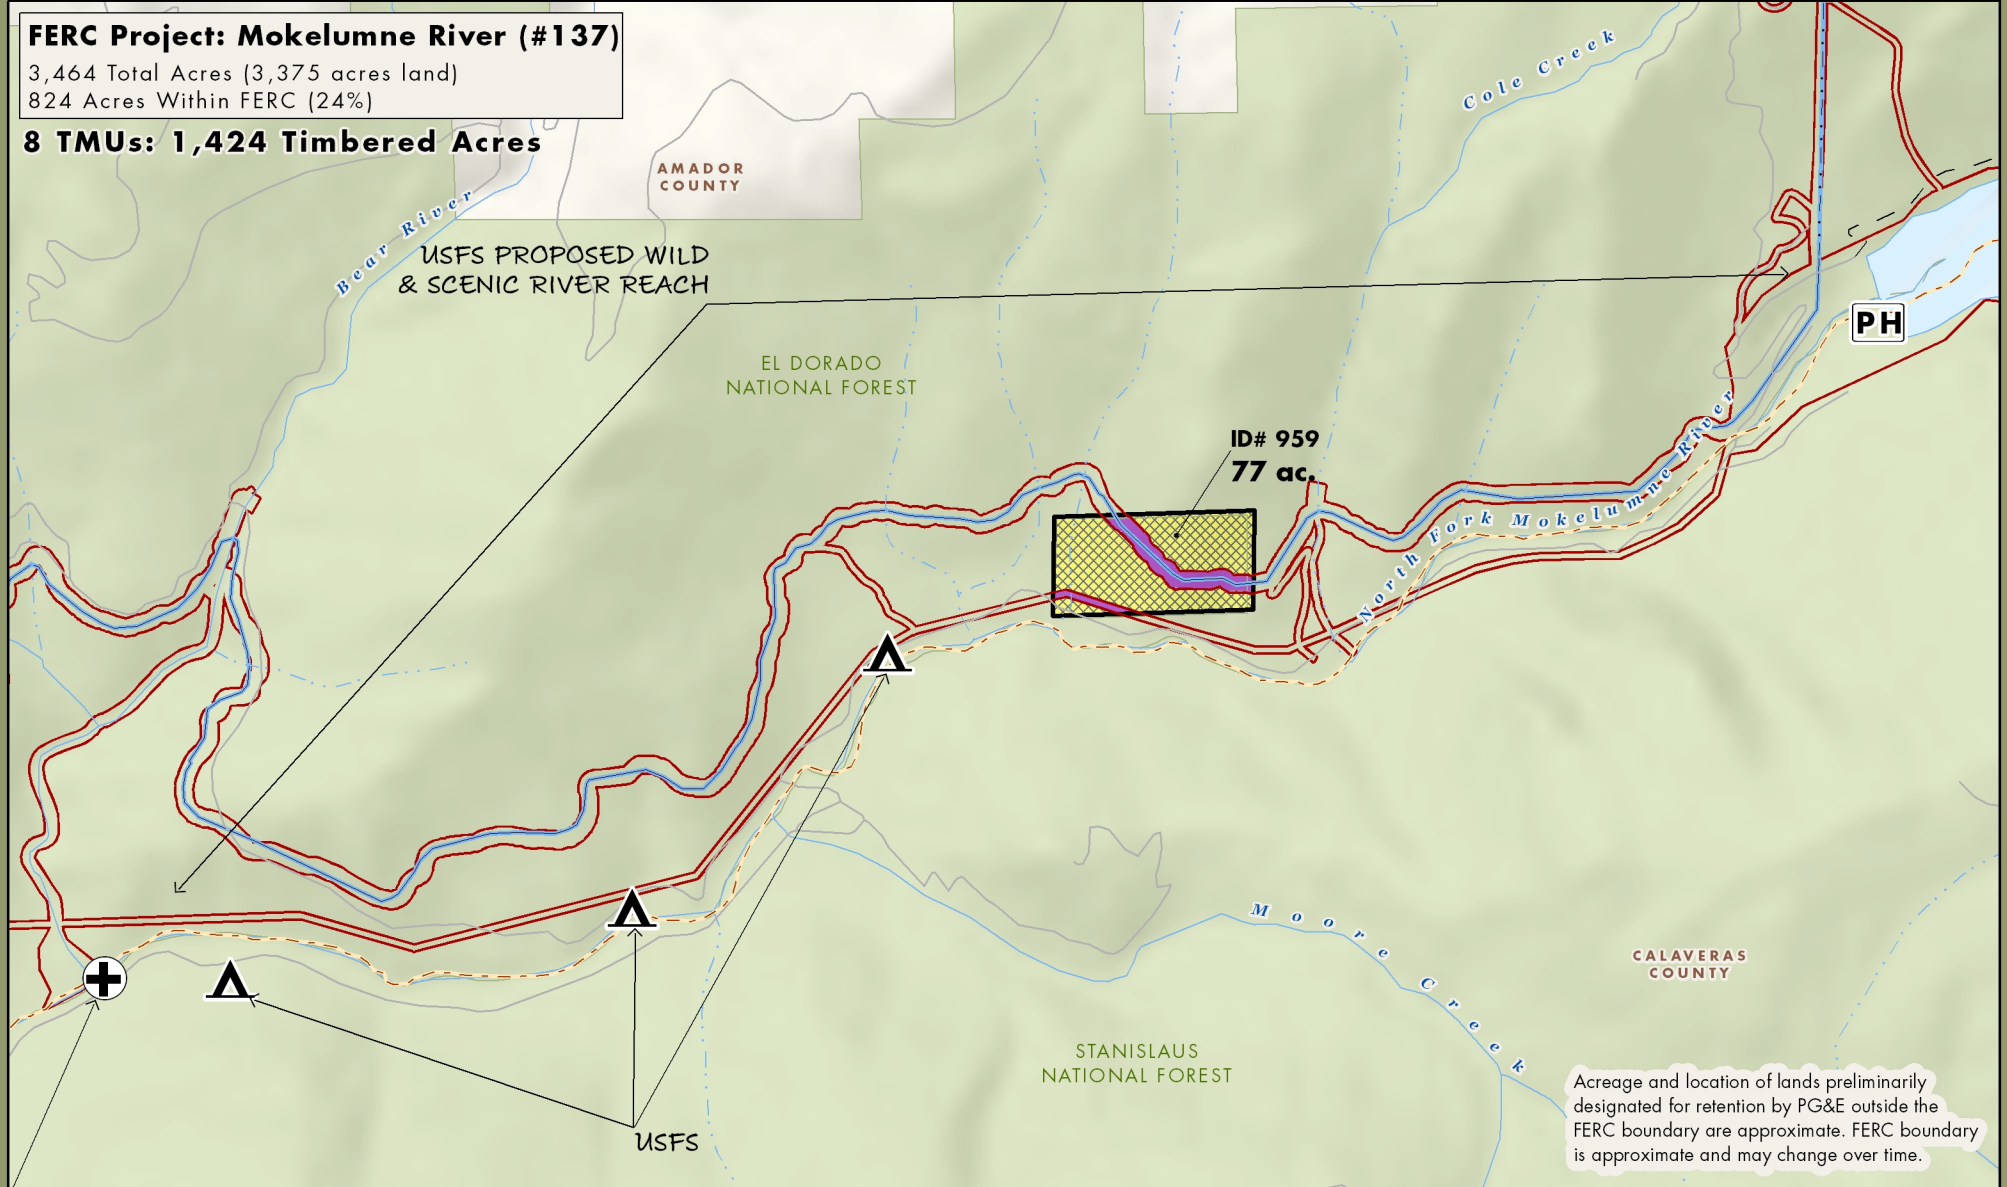 FERC Project: Mokelumne River (#137)
3,464 Total Acres (3,375 acres land)
824 Acres Within FERC (24%)
8 TMUs: 1,424 Timbered Acres
Cole Creek
AMADOR
COUNTY
Bear River
USFS PROPOSED WILD
& SCENIC RIVER REACH
PH
EL DORADO
NATIONAL FOREST
ID# 959
77 ac.
North Fork Mokelumne River
Moore Creek
CALAVERAS
COUNTY
STANISLAUS
NATIONAL FOREST
USFS
Acreage and location of lands preliminarily
designated for retention by PG&E outside the
FERC boundary are approximate. FERC boundary
is approximate and may change over time.